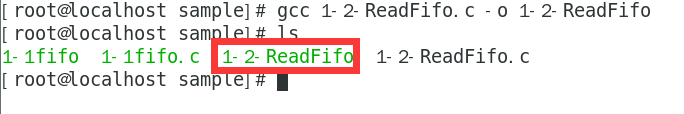 [root@localhost sample]# gcc 1-2-ReadFifo.c -o 1-2-ReadFifo
[root@localhost sample]# ls
1-1fifo  1-1fifo.c  1-2-ReadFifo  1-2-ReadFifo.c
[root@localhost sample]#